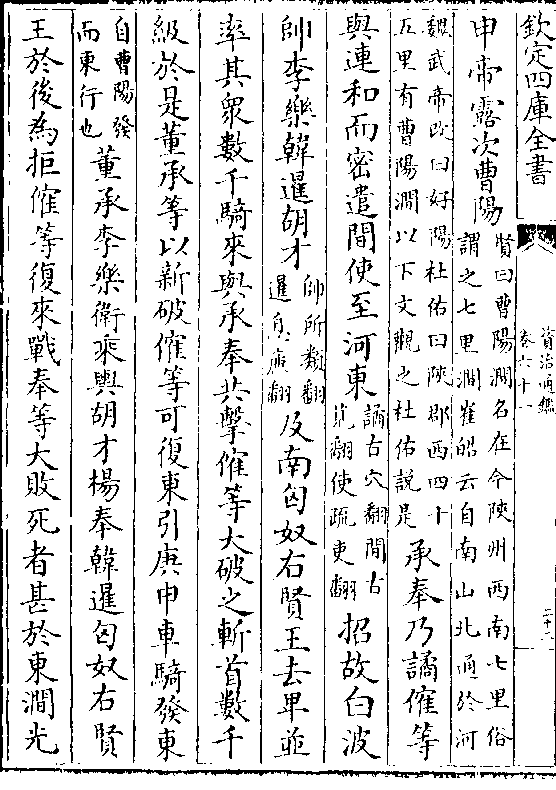 欽定四庫全書
資治通鑑
卷六十一
二十二
申帝露次曹陽賢曰曹陽澗名在今陜州西南七里俗
謂之七里澗崔皓云自南山北通於河
魏武帝改曰好陽杜佑曰陜郡西四十
五里有曹陽澗以下文觀之杜佑說是承奉乃譎傕等
與連和而密遣間使至河東譎古穴翻間古
莧翻使疏吏翻招故白波
帥李樂韓暹胡才帥所類翻
暹息廉翻及南匈奴右賢王去卑並
率其衆數千騎來與承奉共擊傕等大破之斬首數千
級於是董承等以新破傕等可復東引庚申車騎發東
自曹陽發
而東行也董承李樂衛乘輿胡才楊奉韓暹匈奴右賢
王於後為拒傕等復來戰奉等大敗死者甚於東澗光